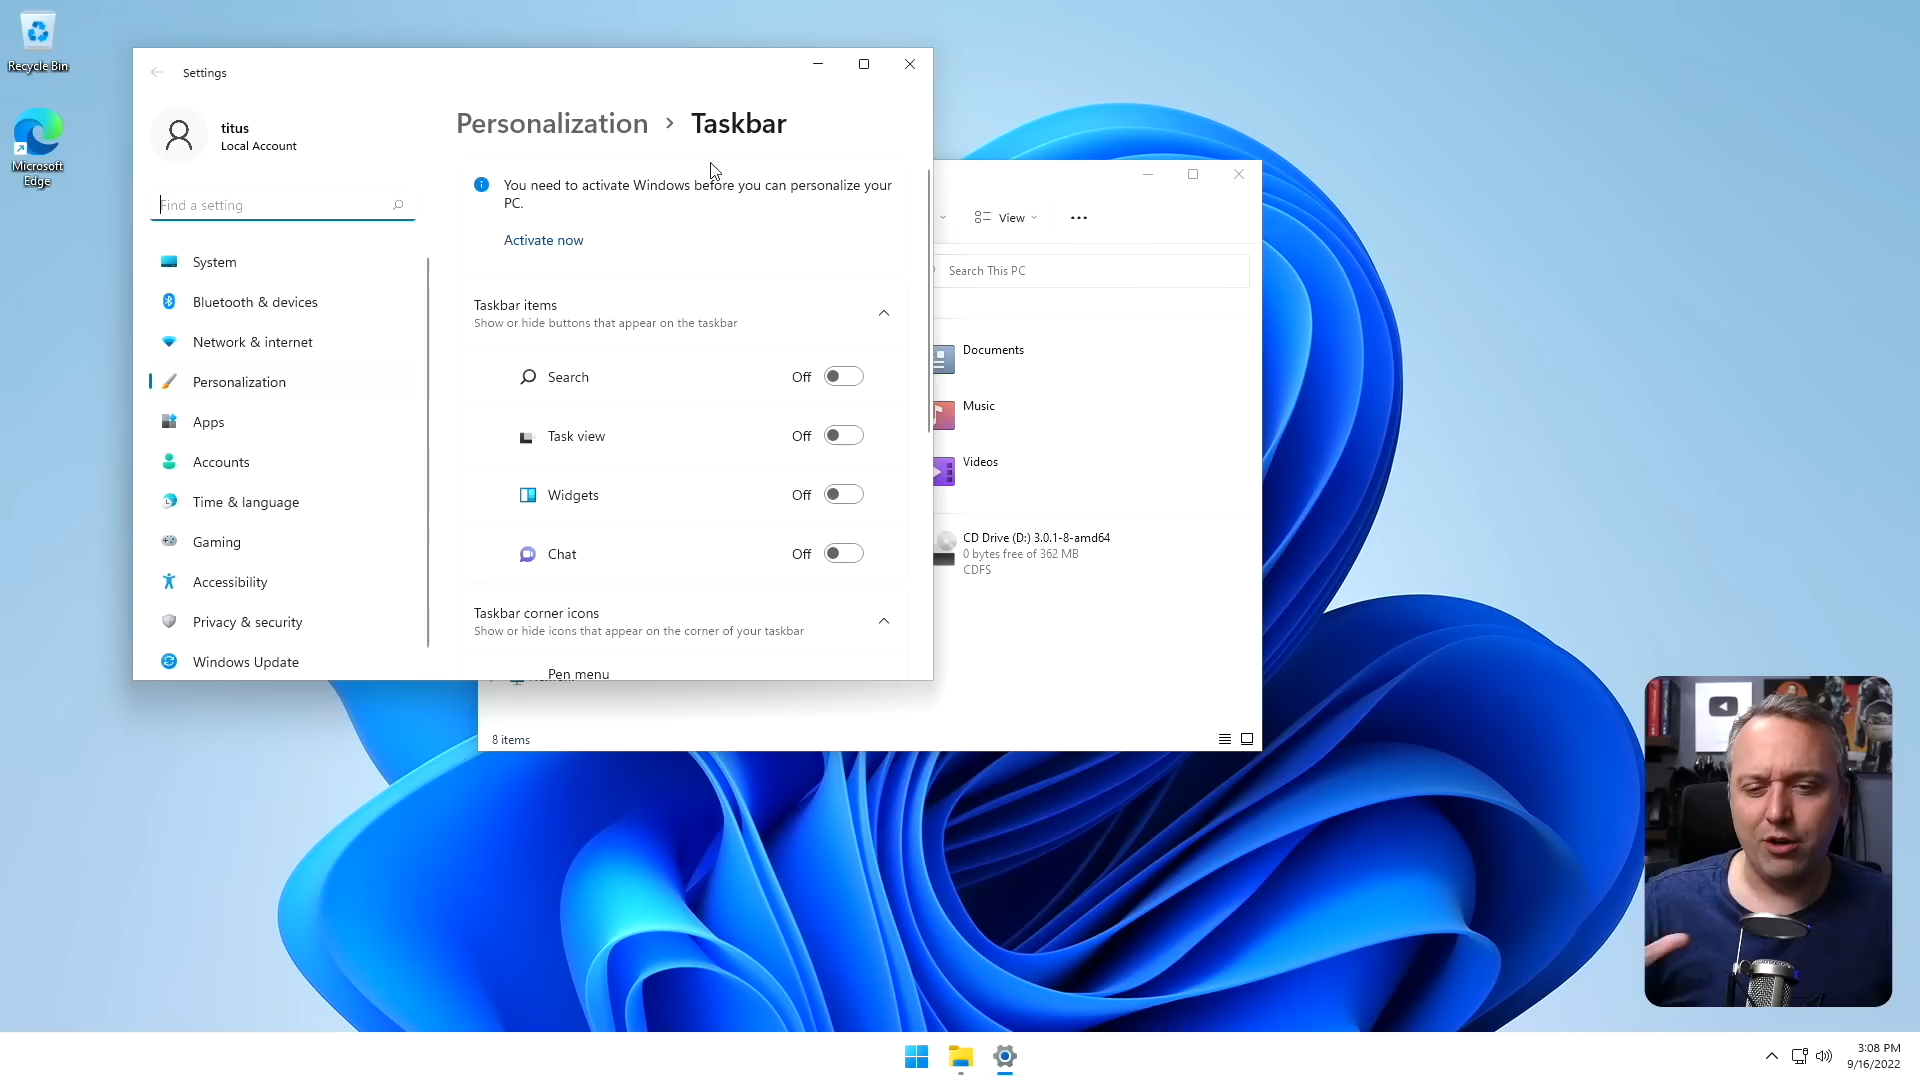 Recycle Bin
Microsoft
Edge
Settings
titus
Local Account
Find a setting
System
Bluetooth & devices
Network & internet
Personalization
Apps
Accounts
Time & language
Gaming
Accessibility
Privacy & security
Windows Update
Personalization › Taskbar
You need to activate Windows before you can personalize your
PC.
Activate now
Taskbar items
Show or hide buttons that appear on the taskbar
Search Off
Task view Off
Widgets Off
Chat Off
Taskbar corner icons
Show or hide icons that appear on the corner of your taskbar
Pen menu
View
Search This PC
Documents
Music
Videos
CD Drive (D:) 3.0.1-8-amd64
0 bytes free of 362 MB
CDFS
8 items
3:08 PM
9/16/2022